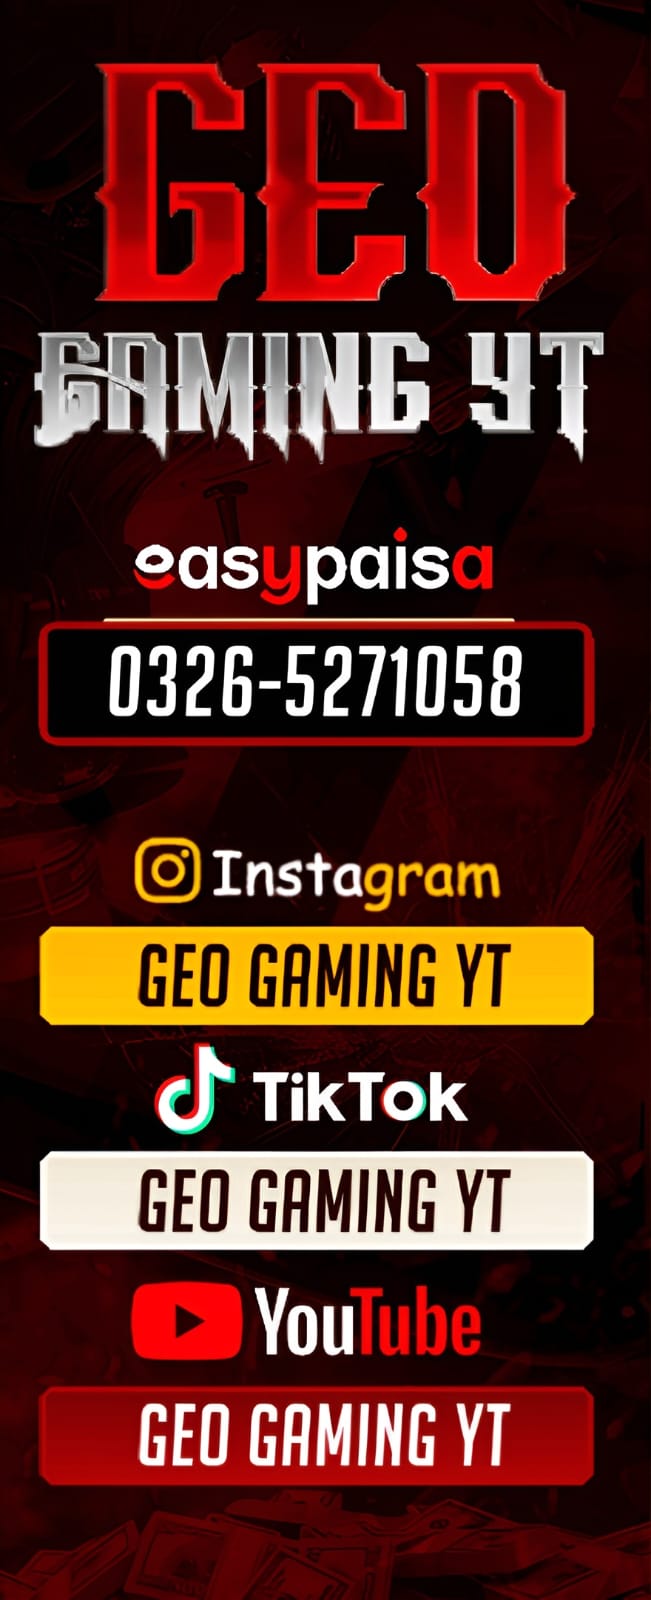 GEO
GAMING YT
easypaisa
0326-5271058
Instagram
GEO GAMING YT
TikTok
GEO GAMING YT
YouTube
GEO GAMING YT